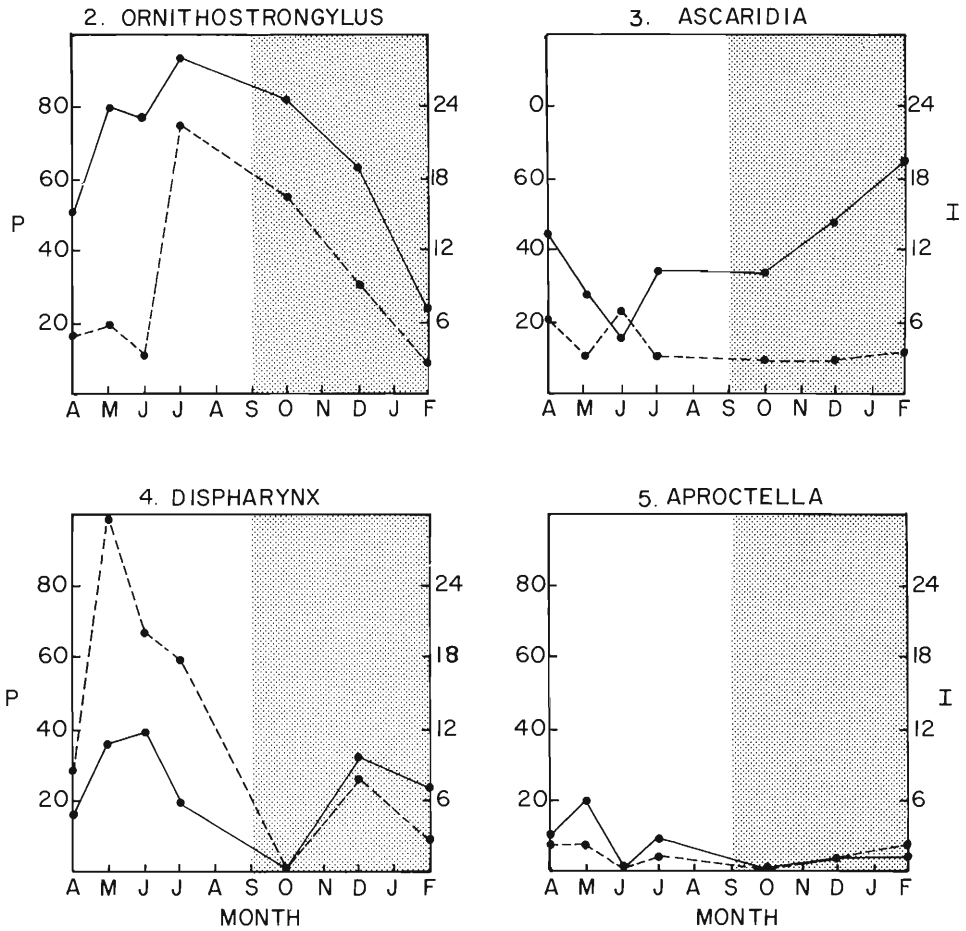 2. ORNITHOSTRONGYLUS
80
60
40
20
P
24
18
12
6
A M J J A S O N D J F
3. ASCARIDIA
0
60
40
20
24
18
12
6
I
A M J J A S O N D J F
4. DISPHARYNX
80
60
40
20
P
24
18
12
6
A M J J A S O N D J F
MONTH
5. APROCTELLA
80
60
40
20
24
18
12
6
I
A M J J A S O N D J F
MONTH